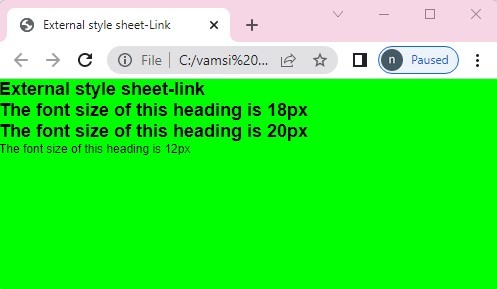 External style sheet-Link
File
C:/vamsi%20...
n
Paused
External style sheet-link
The font size of this heading is 18px
The font size of this heading is 20px
The font size of this heading is 12px